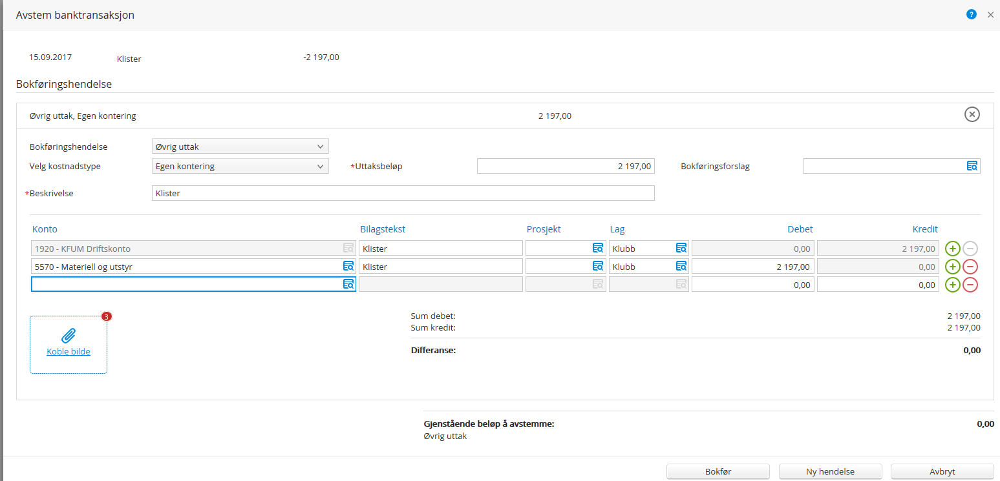 Avstem banktransaksjon ?
15.09.2017 Klister -2 197,00
Bokføringshendelse
Øvrig uttak, Egen kontering 2 197,00
Bokføringshendelse Øvrig uttak
Velg kostnadstype Egen kontering *Uttaksbeløp 2 197,00 Bokføringsforslag
*Beskrivelse Klister
Konto Bilagstekst Prosjekt Lag Debet Kredit
1920 - KFUM Driftskonto Klister Klubb 0,00 2 197,00
5570 - Materiell og utstyr Klister Klubb 2 197,00 0,00
0,00 0,00
3
Koble bilde
Sum debet: 2 197,00
Sum kredit: 2 197,00
Differanse: 0,00
Gjenstående beløp å avstemme: 0,00
Øvrig uttak
Bokfør Ny hendelse Avbryt